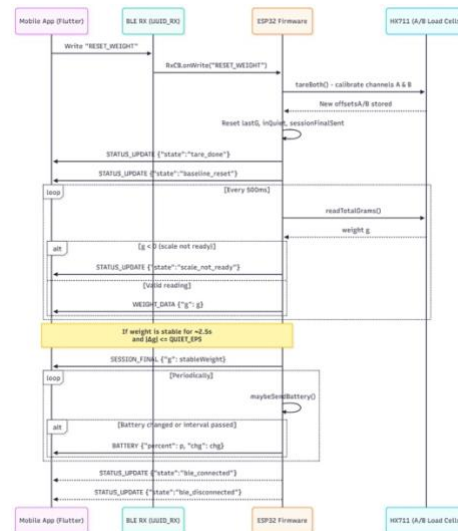 Mobile App (Flutter)
BLE RX (UUID_RX)
ESP32 Firmware
HX711 (A/B Load Cells)
Write "RESET_WEIGHT"
RxCB.onWrite("RESET_WEIGHT")
tareBoth() - calibrate channels A & B
New offsetsA/B stored
Reset lastG, inQuiet, sessionFinalSent
STATUS_UPDATE {"state":"tare_done"}
STATUS_UPDATE {"state":"baseline_reset"}
loop
[Every 500ms]
readTotalGrams()
weight g
alt
[g < 0 (scale not ready)]
STATUS_UPDATE {"state":"scale_not_ready"}
[Valid reading]
WEIGHT_DATA {"g": g}
If weight is stable for ≈2.5s
and |Δg| <= QUIET_EPS
SESSION_FINAL {"g": stableWeight}
loop
[Periodically]
maybeSendBattery()
alt
[Battery changed or interval passed]
BATTERY {"percent": p, "chg": chg}
STATUS_UPDATE {"state":"ble_connected"}
STATUS_UPDATE {"state":"ble_disconnected"}
Mobile App (Flutter)
BLE RX (UUID_RX)
ESP32 Firmware
HX711 (A/B Load Cells)